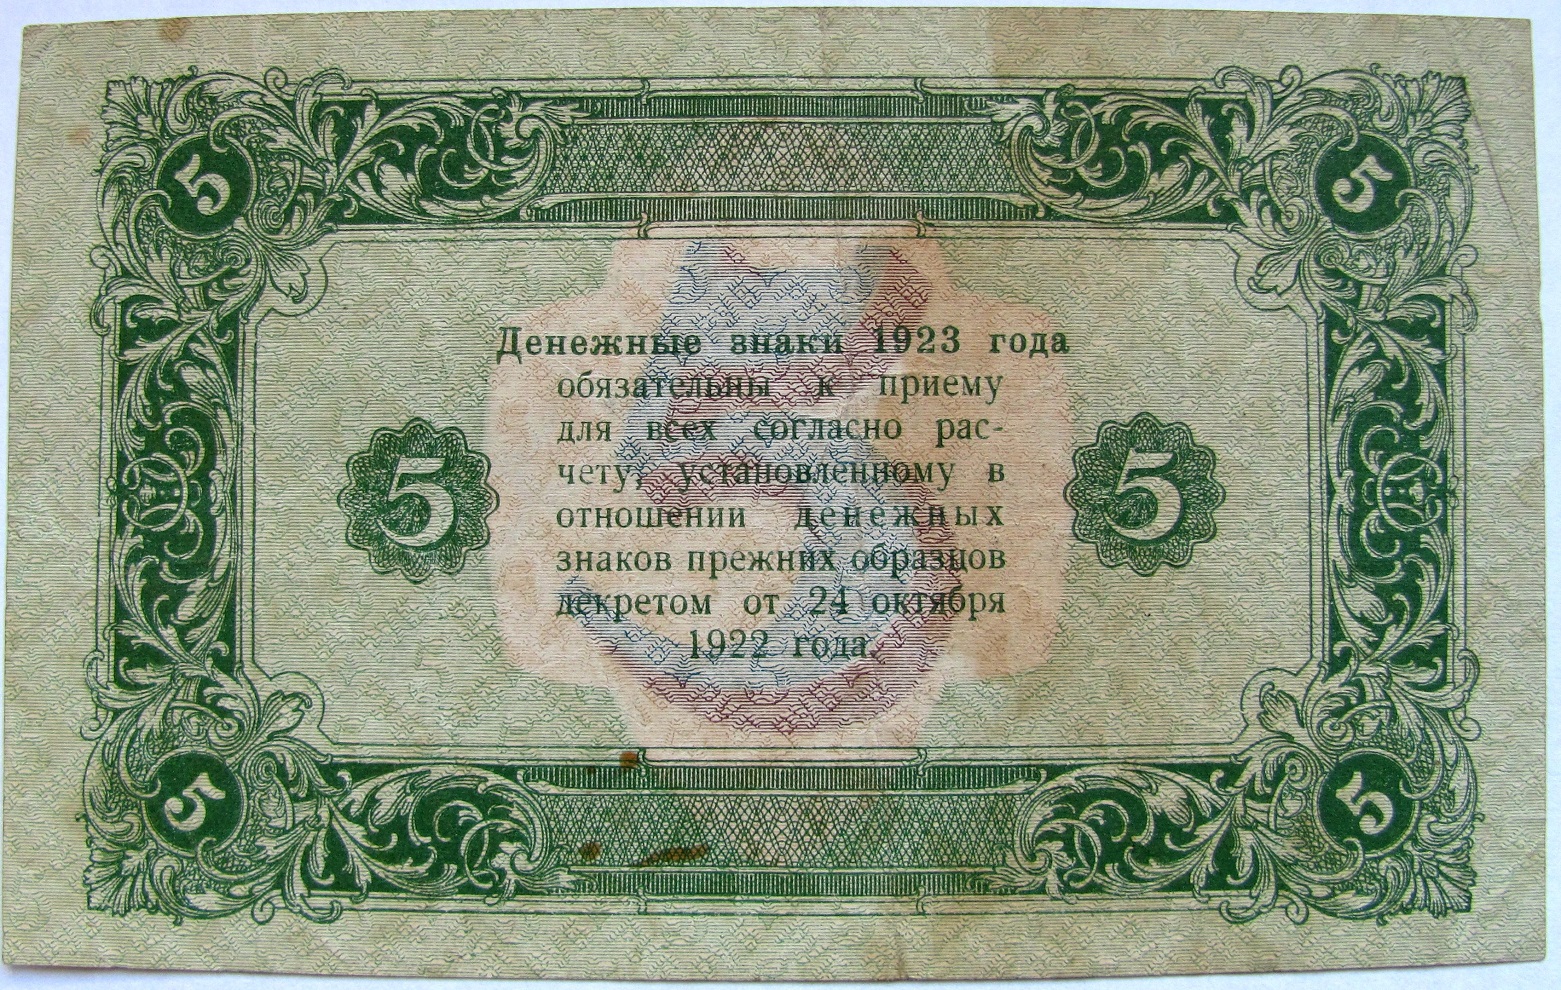 5 5
Денежные знаки 1923 года
обязательны к приему
для всех согласно рас-
чету, установленному в
5 5
отношении денежных
знаков прежних образцов
декретом от 24 октября
1922 года.
5 5
5